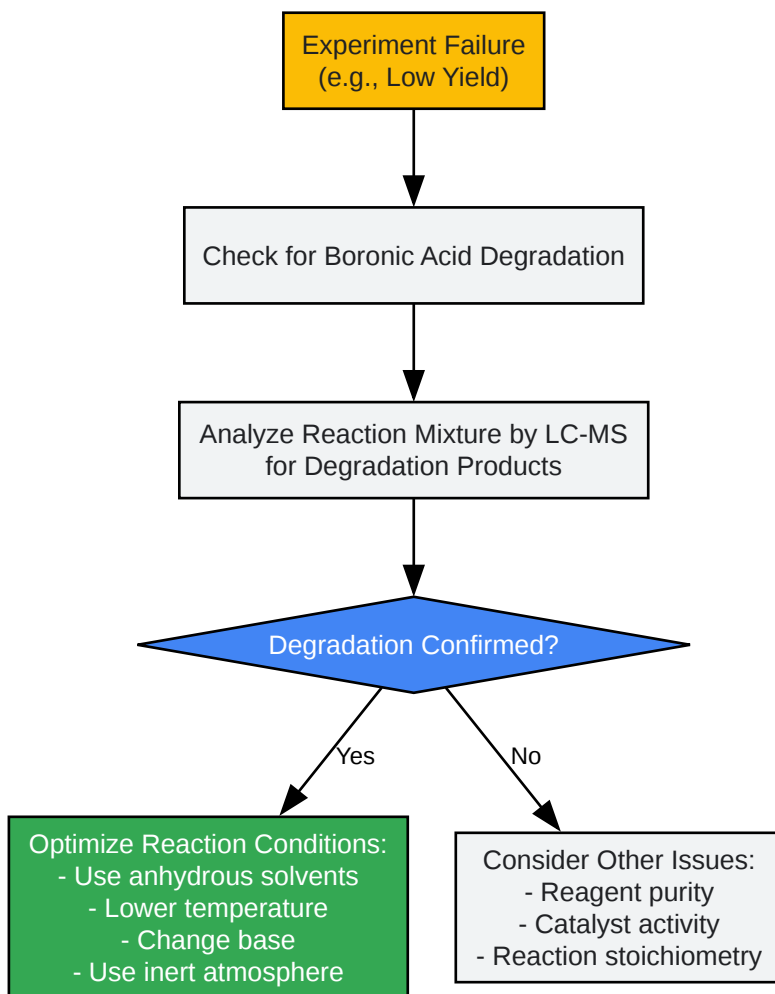 Experiment Failure
(e.g., Low Yield)
Check for Boronic Acid Degradation
Analyze Reaction Mixture by LC-MS
for Degradation Products
Degradation Confirmed?
Yes
No
Optimize Reaction Conditions:
- Use anhydrous solvents
- Lower temperature
- Change base
- Use inert atmosphere
Consider Other Issues:
- Reagent purity
- Catalyst activity
- Reaction stoichiometry